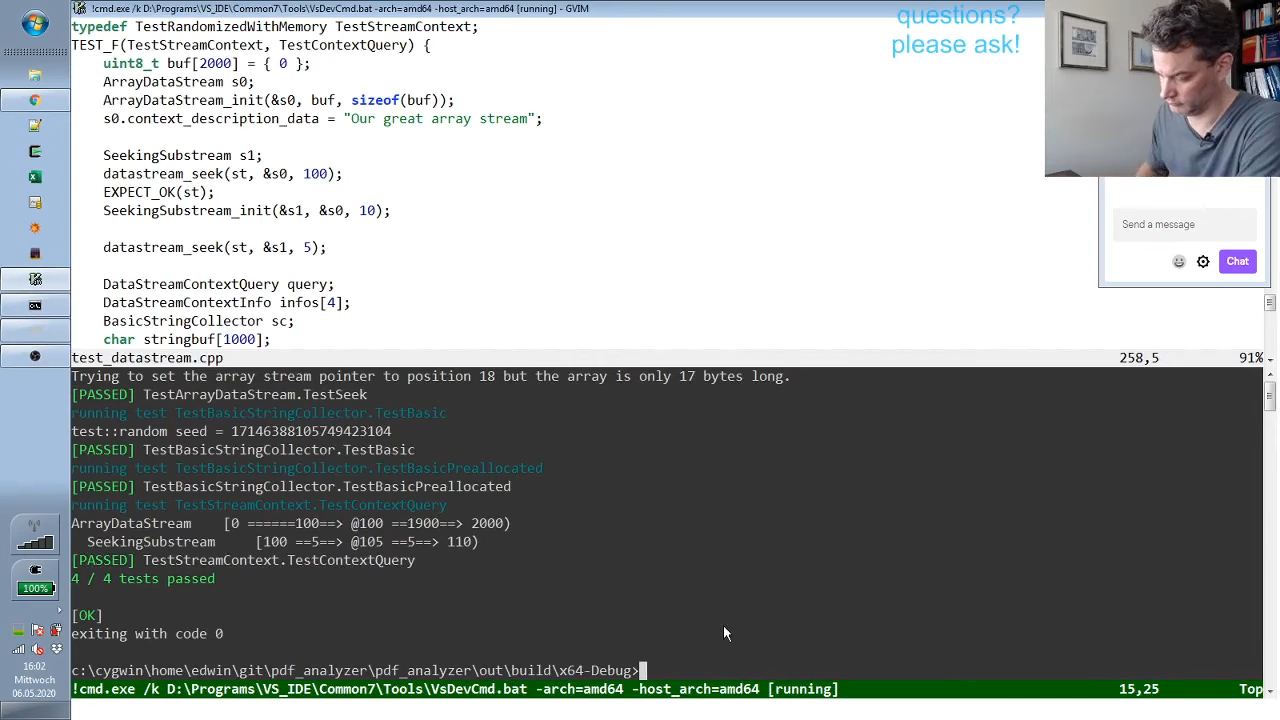 !cmd.exe /k D:\Programs\VS_IDE\Common7\Tools\VsDevCmd.bat -arch=amd64 -host_arch=amd64 [running] - GVIM
typedef TestRandomizedWithMemory TestStreamContext;
TEST_F(TestStreamContext, TestContextQuery) {
uint8_t buf[2000] = { 0 };
ArrayDataStream s0;
ArrayDataStream_init(&s0, buf, sizeof(buf));
s0.context_description_data = "Our great array stream";
SeekingSubstream s1;
datastream_seek(st, &s0, 100);
EXPECT_OK(st);
SeekingSubstream_init(&s1, &s0, 10);
datastream_seek(st, &s1, 5);
DataStreamContextQuery query;
DataStreamContextInfo infos[4];
BasicStringCollector sc;
char stringbuf[1000];
questions?
please ask!
Send a message
Chat
test_datastream.cpp 258,5 91%
Trying to set the array stream pointer to position 18 but the array is only 17 bytes long.
[PASSED] TestArrayDataStream.TestSeek
running test TestBasicStringCollector.TestBasic
test::random seed = 17146388105749423104
[PASSED] TestBasicStringCollector.TestBasic
running test TestBasicStringCollector.TestBasicPreallocated
[PASSED] TestBasicStringCollector.TestBasicPreallocated
running test TestStreamContext.TestContextQuery
ArrayDataStream [0 ======100==> @100 ==1900==> 2000)
SeekingSubstream [100 ==5==> @105 ==5==> 110)
[PASSED] TestStreamContext.TestContextQuery
4 / 4 tests passed
[OK]
exiting with code 0
c:\cygwin\home\edwin\git\pdf_analyzer\pdf_analyzer\out\build\x64-Debug>
!cmd.exe /k D:\Programs\VS_IDE\Common7\Tools\VsDevCmd.bat -arch=amd64 -host_arch=amd64 [running] 15,25 Top
100%
16:02
Mittwoch
06.05.2020